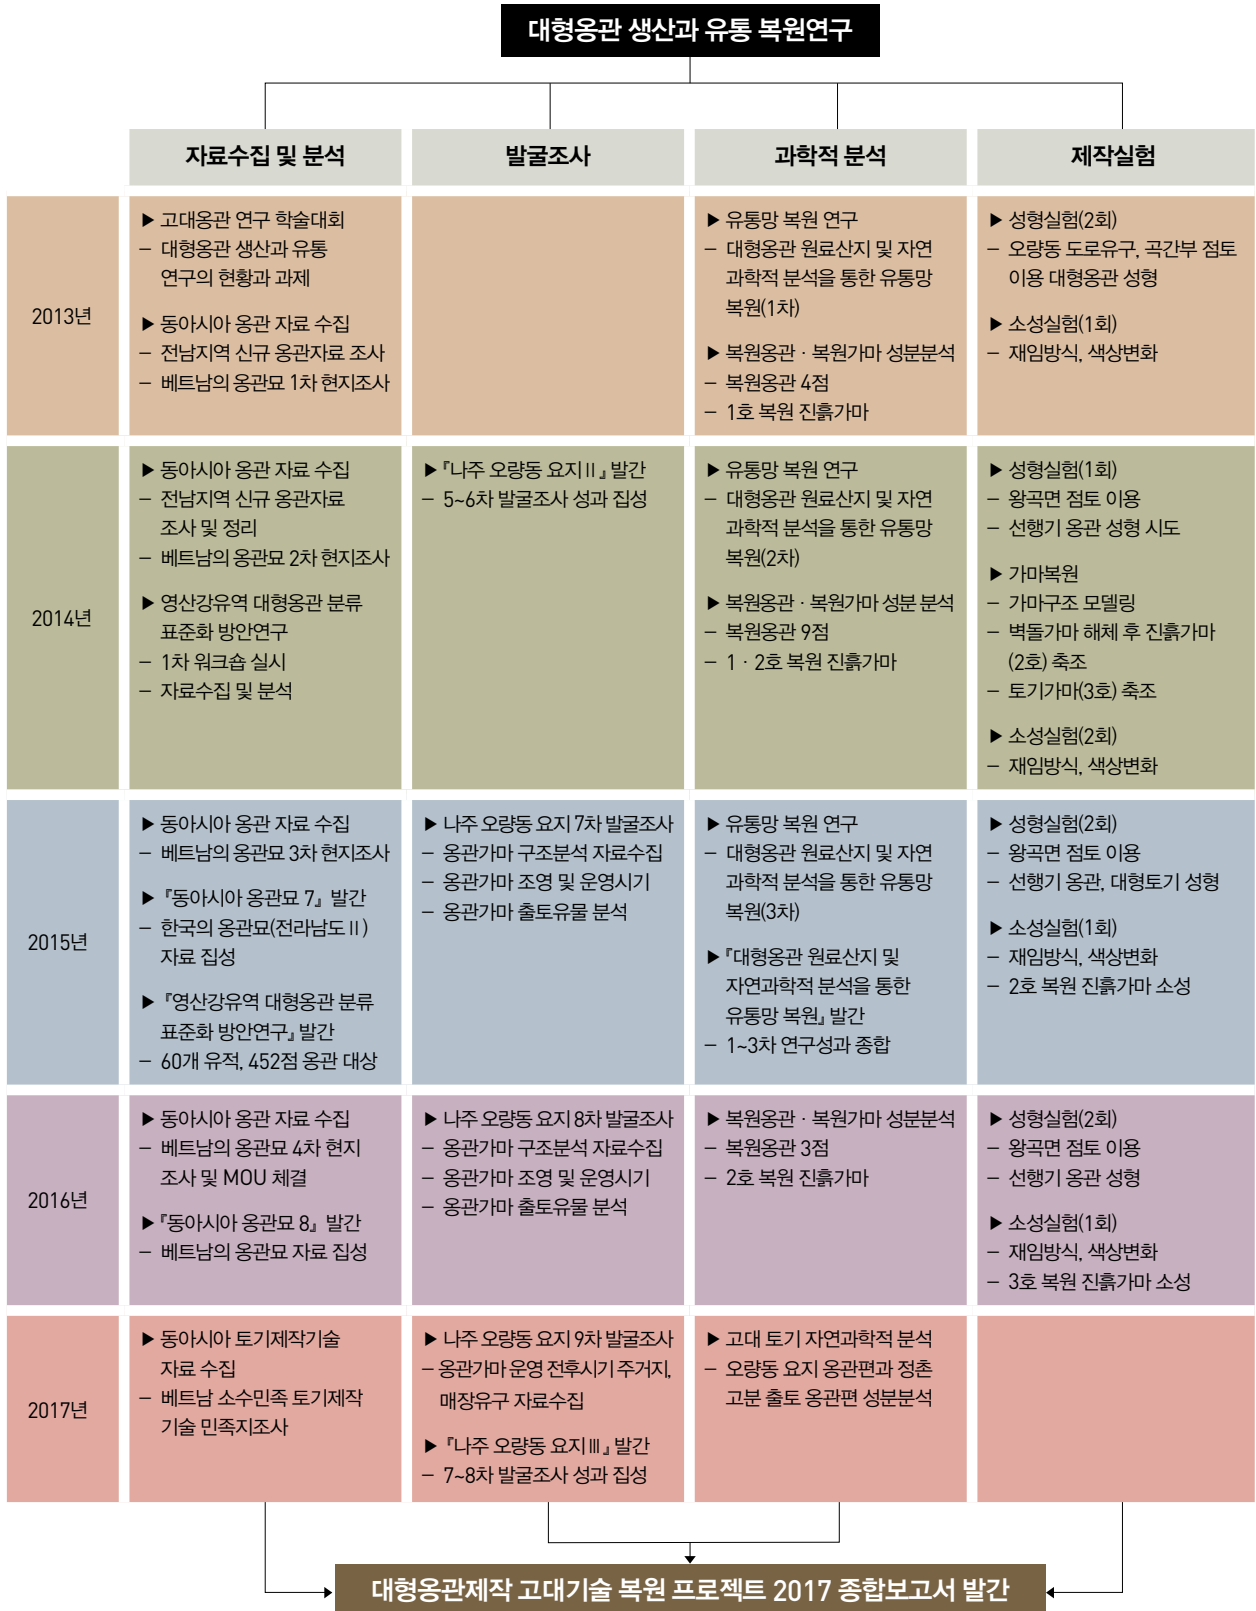 대형옹관 생산과 유통 복원연구
자료수집 및 분석
발굴조사
과학적 분석
제작실험
2013년
▶ 고대옹관 연구 학술대회
– 대형옹관 생산과 유통
연구의 현황과 과제
▶ 동아시아 옹관 자료 수집
– 전남지역 신규 옹관자료 조사
– 베트남의 옹관묘 1차 현지조사
▶ 유통망 복원 연구
– 대형옹관 원료산지 및 자연
과학적 분석을 통한 유통망
복원(1차)
▶ 복원옹관 · 복원가마 성분분석
– 복원옹관 4점
– 1호 복원 진흙가마
▶ 성형실험(2회)
– 오량동 도로유구, 곡간부 점토
이용 대형옹관 성형
▶ 소성실험(1회)
– 재임방식, 색상변화
2014년
▶ 동아시아 옹관 자료 수집
– 전남지역 신규 옹관자료
조사 및 정리
– 베트남의 옹관묘 2차 현지조사
▶ 영산강유역 대형옹관 분류
표준화 방안연구
– 1차 워크숍 실시
– 자료수집 및 분석
▶ 『나주 오량동 요지Ⅱ』 발간
– 5~6차 발굴조사 성과 집성
▶ 유통망 복원 연구
– 대형옹관 원료산지 및 자연
과학적 분석을 통한 유통망
복원(2차)
▶ 복원옹관 · 복원가마 성분 분석
– 복원옹관 9점
– 1 · 2호 복원 진흙가마
▶ 성형실험(1회)
– 왕곡면 점토 이용
– 선행기 옹관 성형 시도
▶ 가마복원
– 가마구조 모델링
– 벽돌가마 해체 후 진흙가마
(2호) 축조
– 토기가마(3호) 축조
▶ 소성실험(2회)
– 재임방식, 색상변화
2015년
▶ 동아시아 옹관 자료 수집
– 베트남의 옹관묘 3차 현지조사
▶ 『동아시아 옹관묘 7』 발간
– 한국의 옹관묘(전라남도Ⅱ)
자료 집성
▶ 『영산강유역 대형옹관 분류
표준화 방안연구』 발간
– 60개 유적, 452점 옹관 대상
▶ 나주 오량동 요지 7차 발굴조사
– 옹관가마 구조분석 자료수집
– 옹관가마 조영 및 운영시기
– 옹관가마 출토유물 분석
▶ 유통망 복원 연구
– 대형옹관 원료산지 및 자연
과학적 분석을 통한 유통망
복원(3차)
▶ 『대형옹관 원료산지 및
자연과학적 분석을 통한
유통망 복원』 발간
– 1~3차 연구성과 종합
▶ 성형실험(2회)
– 왕곡면 점토 이용
– 선행기 옹관, 대형토기 성형
▶ 소성실험(1회)
– 재임방식, 색상변화
– 2호 복원 진흙가마 소성
2016년
▶ 동아시아 옹관 자료 수집
– 베트남의 옹관묘 4차 현지
조사 및 MOU 체결
▶ 『동아시아 옹관묘 8』 발간
– 베트남의 옹관묘 자료 집성
▶ 나주 오량동 요지 8차 발굴조사
– 옹관가마 구조분석 자료수집
– 옹관가마 조영 및 운영시기
– 옹관가마 출토유물 분석
▶ 복원옹관 · 복원가마 성분분석
– 복원옹관 3점
– 2호 복원 진흙가마
▶ 성형실험(2회)
– 왕곡면 점토 이용
– 선행기 옹관 성형
▶ 소성실험(1회)
– 재임방식, 색상변화
– 3호 복원 진흙가마 소성
2017년
▶ 동아시아 토기제작기술
자료 수집
– 베트남 소수민족 토기제작
기술 민족지조사
▶ 나주 오량동 요지 9차 발굴조사
– 옹관가마 운영 전후시기 주거지,
매장유구 자료수집
▶ 『나주 오량동 요지Ⅲ』 발간
– 7~8차 발굴조사 성과 집성
▶ 고대 토기 자연과학적 분석
– 오량동 요지 옹관편과 정촌
고분 출토 옹관편 성분분석
대형옹관제작 고대기술 복원 프로젝트 2017 종합보고서 발간